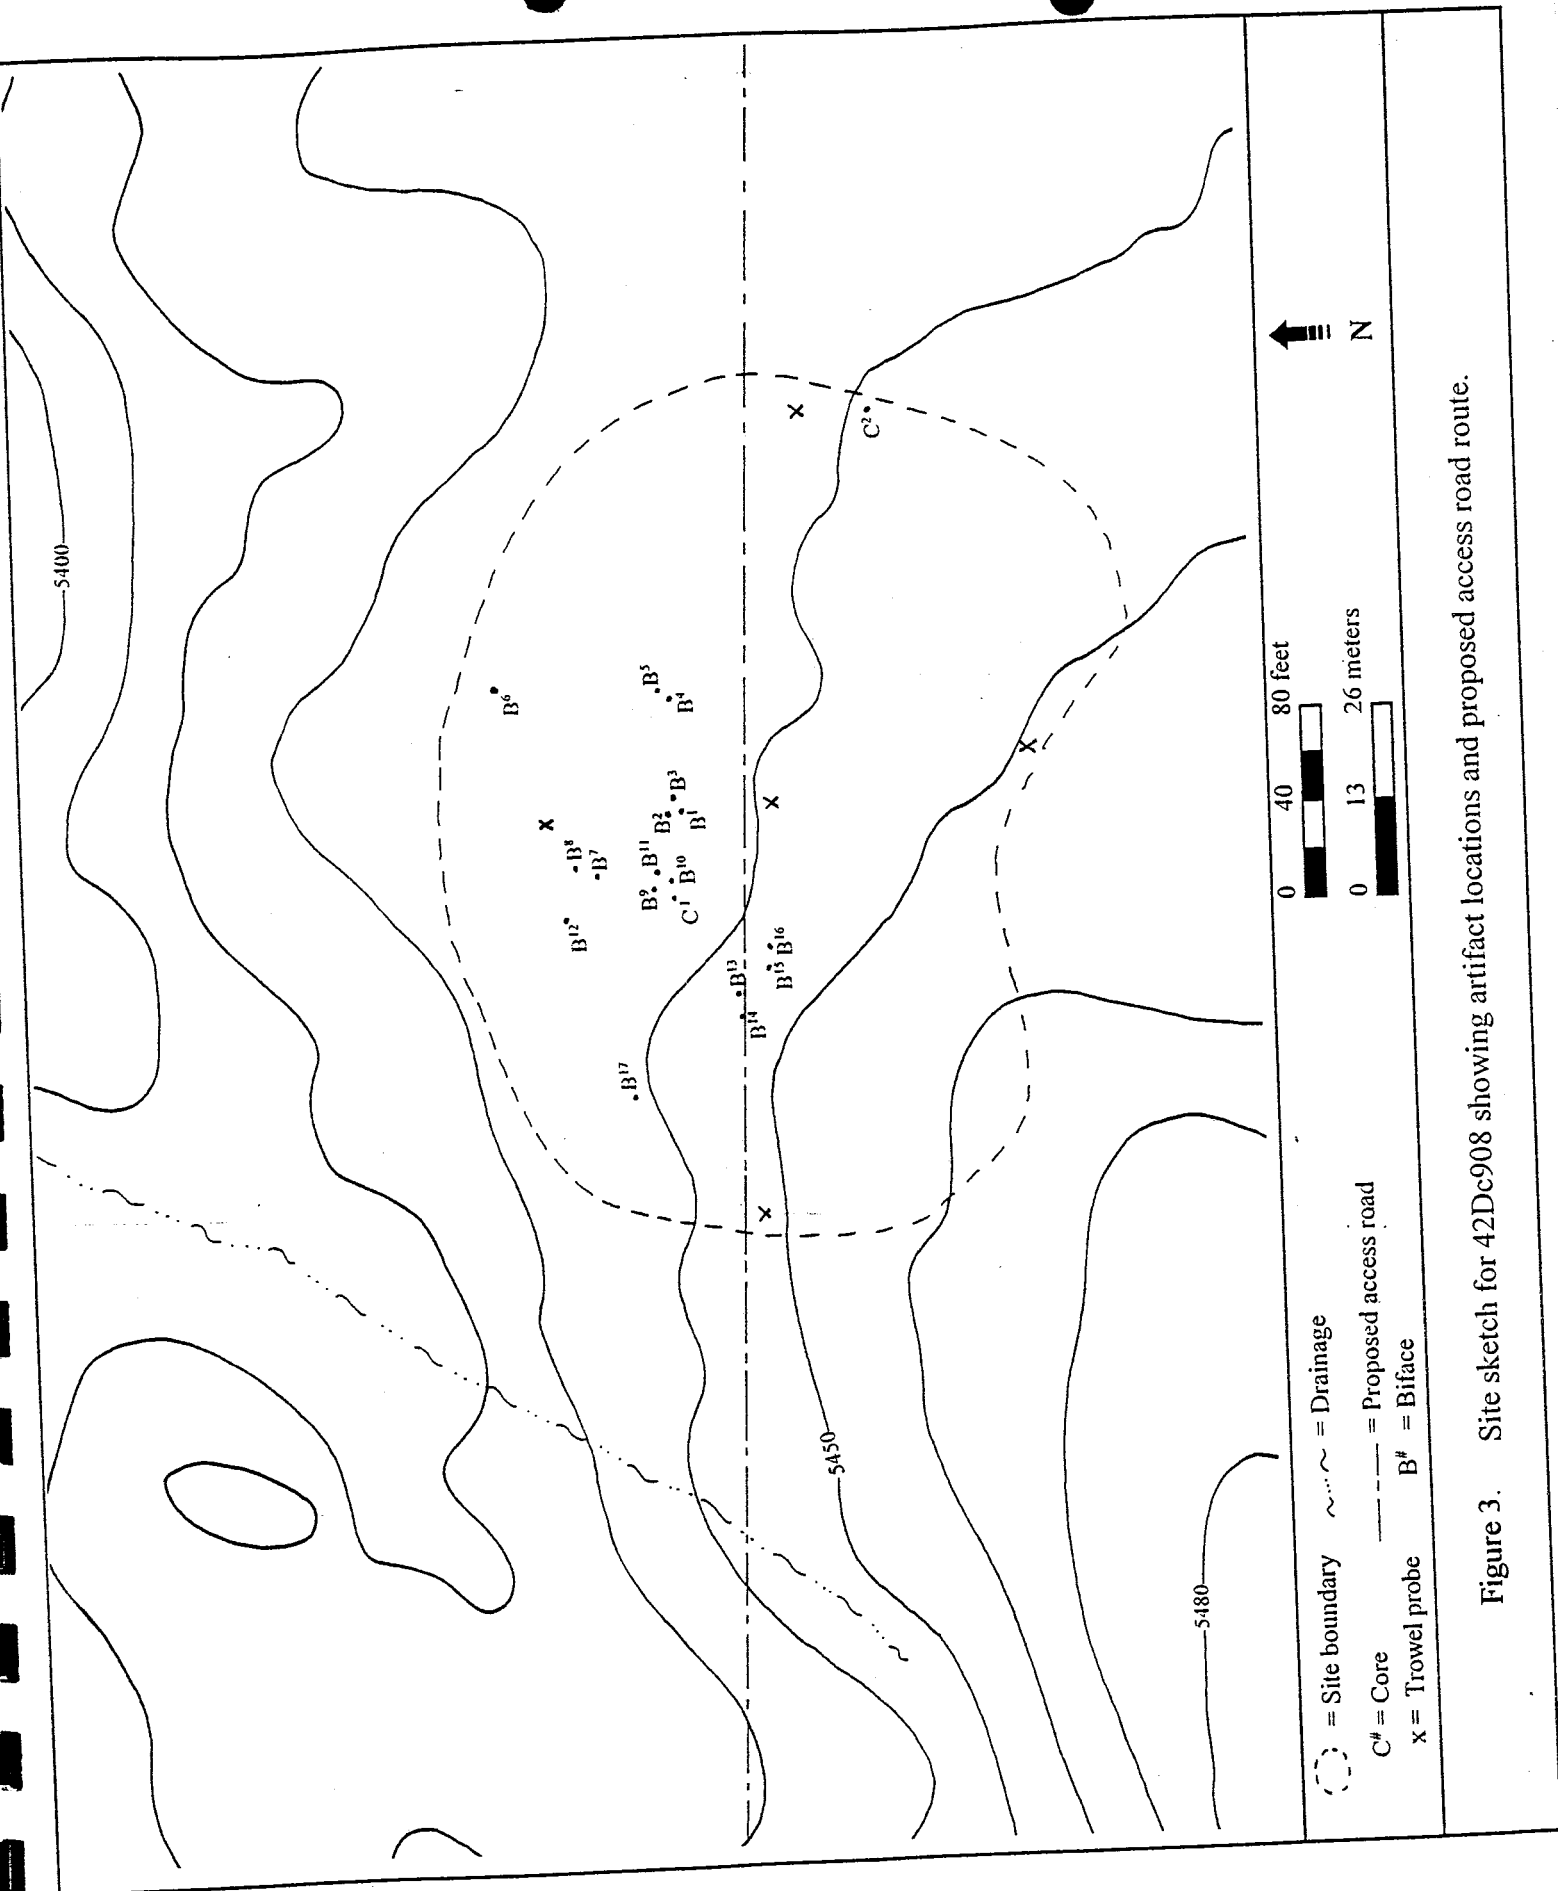 5400
B6
B5
B4
B3
B2
B1
B8
B7
B11
B10
B9
C1
B12
B13
B14
B15 B16
B17
C2
x
x
x
x
x
5450
5480
= Site boundary ~···~ = Drainage
C# = Core = Proposed access road
x = Trowel probe B# = Biface
0 40 80 feet
0 13 26 meters
N
Figure 3. Site sketch for 42Dc908 showing artifact locations and proposed access road route.